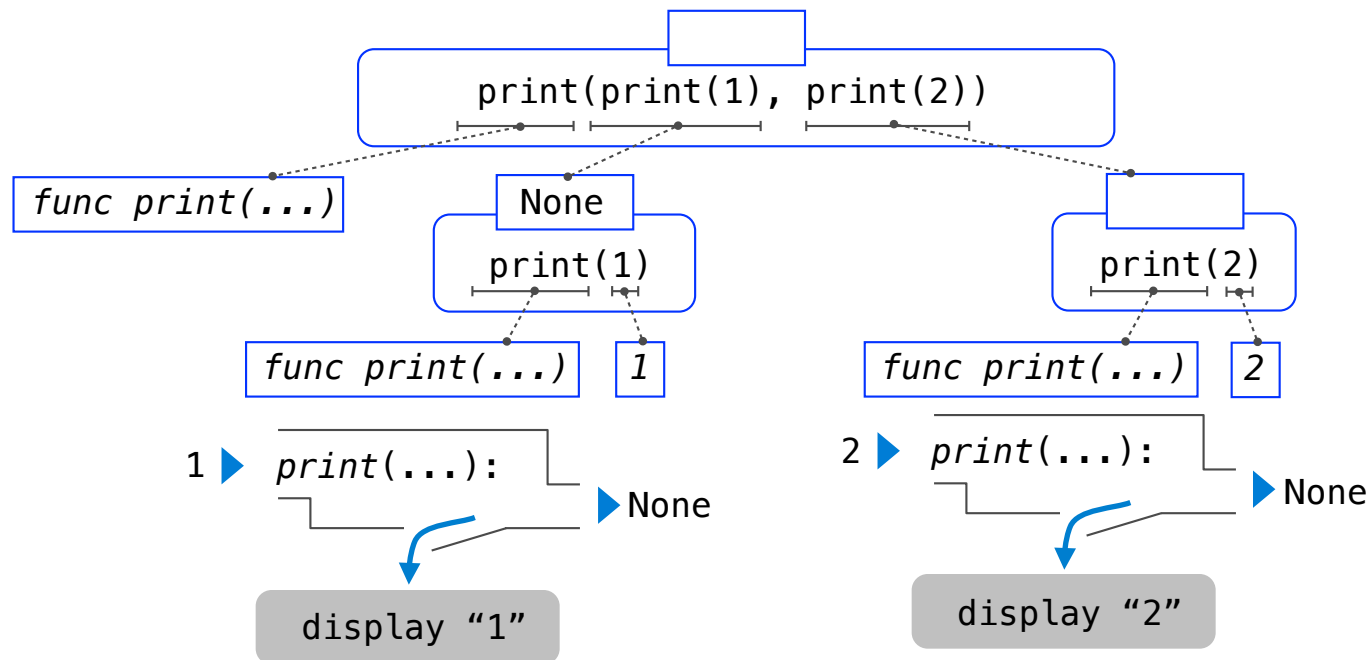 print(print(1), print(2))
func print(...)
None
print(1)
print(2)
func print(...)
1
func print(...)
2
1
print(...):
None
2
print(...):
None
display “1”
display “2”